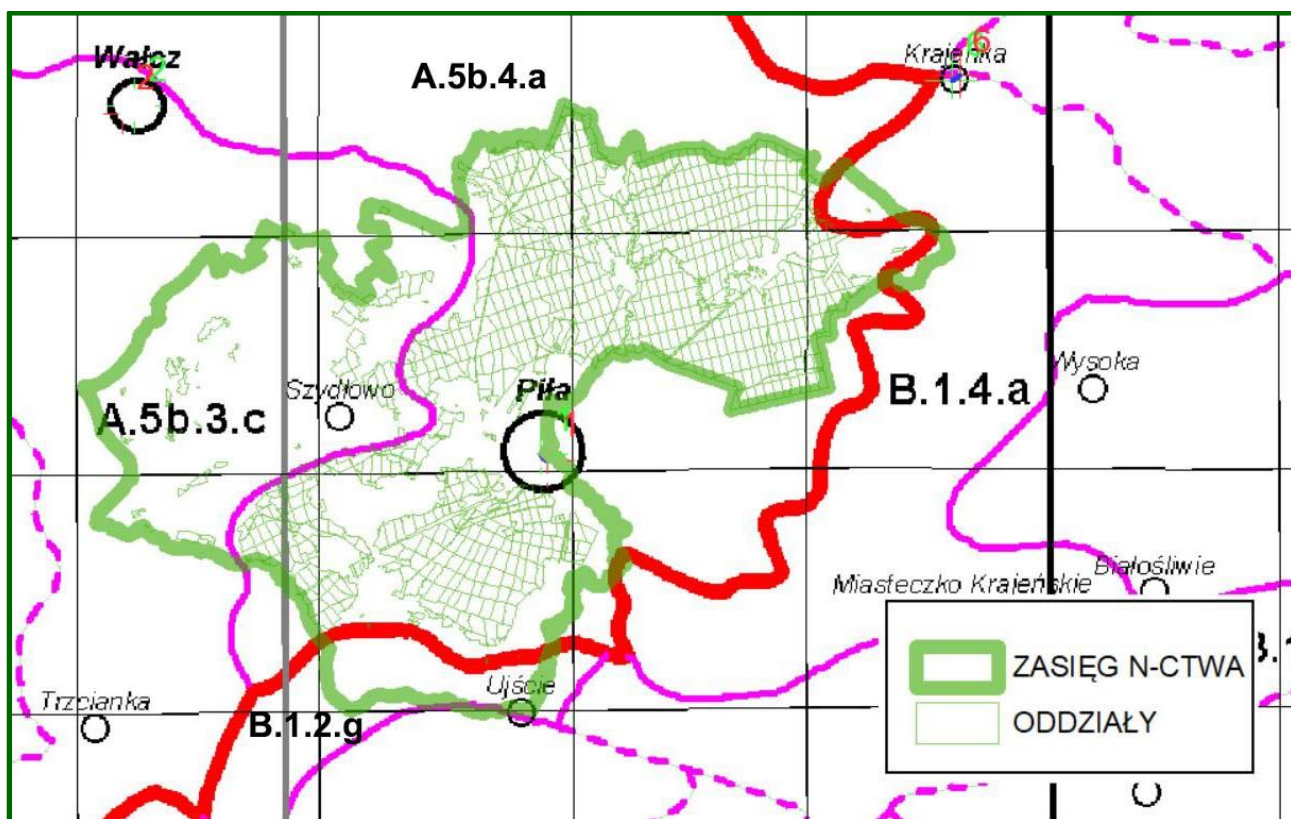 Wałcz
Krajenka
6
A.5b.4.a
Szydłowo
Piła
Wysoka
A.5b.3.c
B.1.4.a
Białośliwie
Miasteczko Krajeńskie
ZASIĘG N-CTWA
Ujście
Trzcianka
B.1.2.g
ODDZIAŁY